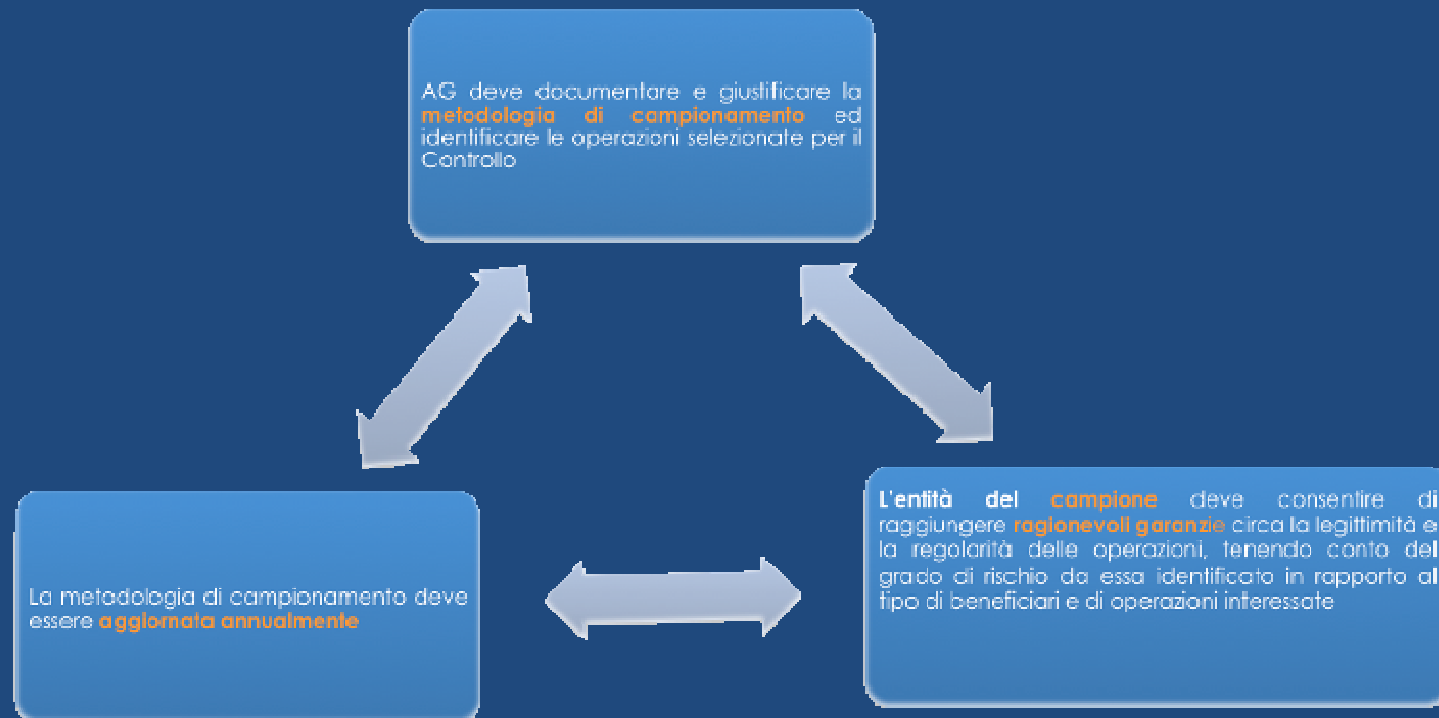 AG deve documentare e giustificare la
metodologia di campionamento ed
identificare le operazioni selezionate per il
Controllo
La metodologia di campionamento deve
essere aggiornata annualmente
L'entità del campione deve consentire di
raggiungere ragionevoli garanzie circa la legittimità e
la regolarità delle operazioni, tenendo conto del
grado di rischio da essa identificato in rapporto al
tipo di beneficiari e di operazioni interessate